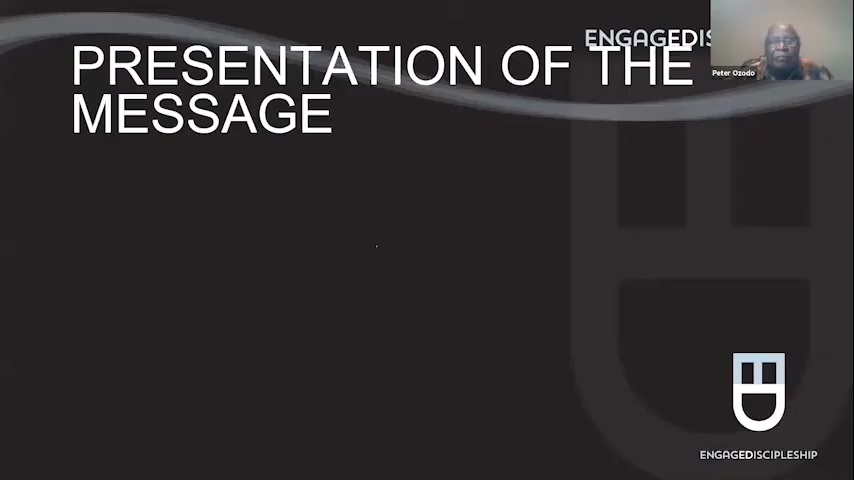 PRESENTATION OF THE
MESSAGE
ENGAGEDIS
Peter Ozodo
ENGAGEDISCIPLESHIP